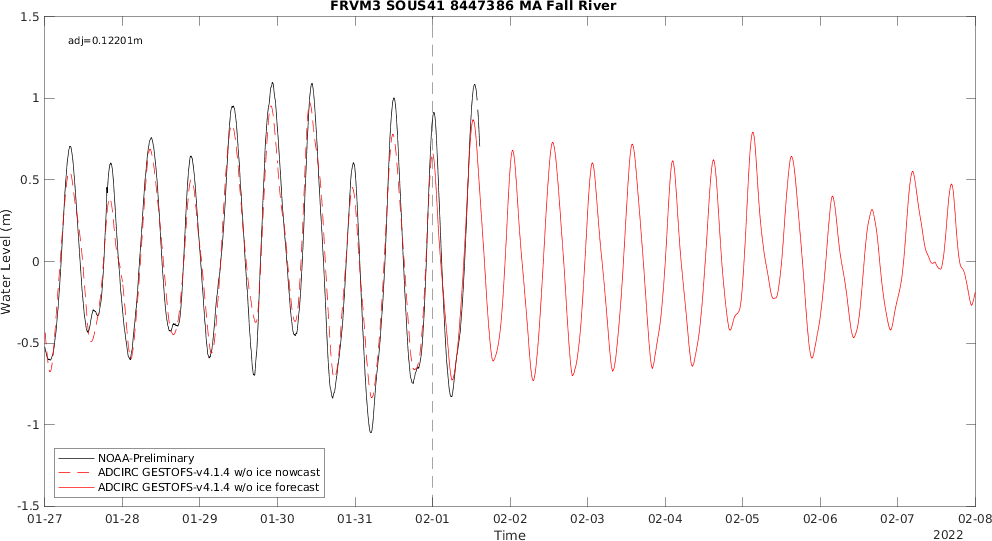 FRVM3 SOUS41 8447386 MA Fall River
1.5
adj=0.12201m
1
0.5
0
-0.5
-1
-1.5
Water Level (m)
NOAA-Preliminary
ADCIRC GESTOFS-v4.1.4 w/o ice nowcast
ADCIRC GESTOFS-v4.1.4 w/o ice forecast
01-27 01-28 01-29 01-30 01-31 02-01 02-02 02-03 02-04 02-05 02-06 02-07 02-08
Time
2022